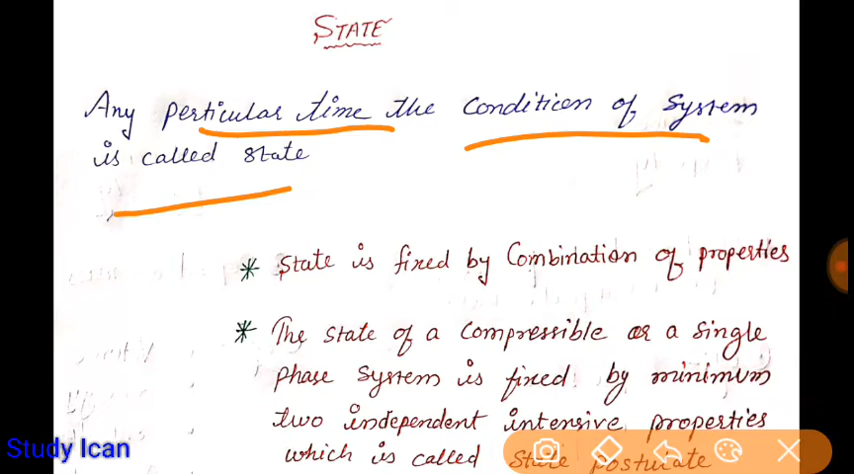 STATE
Any perticular time the condition of system
is called state
* State is fixed by Combination of properties
* The state of a compressible or a single
phase system is fixed by minimum
two independent intensive properties
which is called State postulate
Study Ican